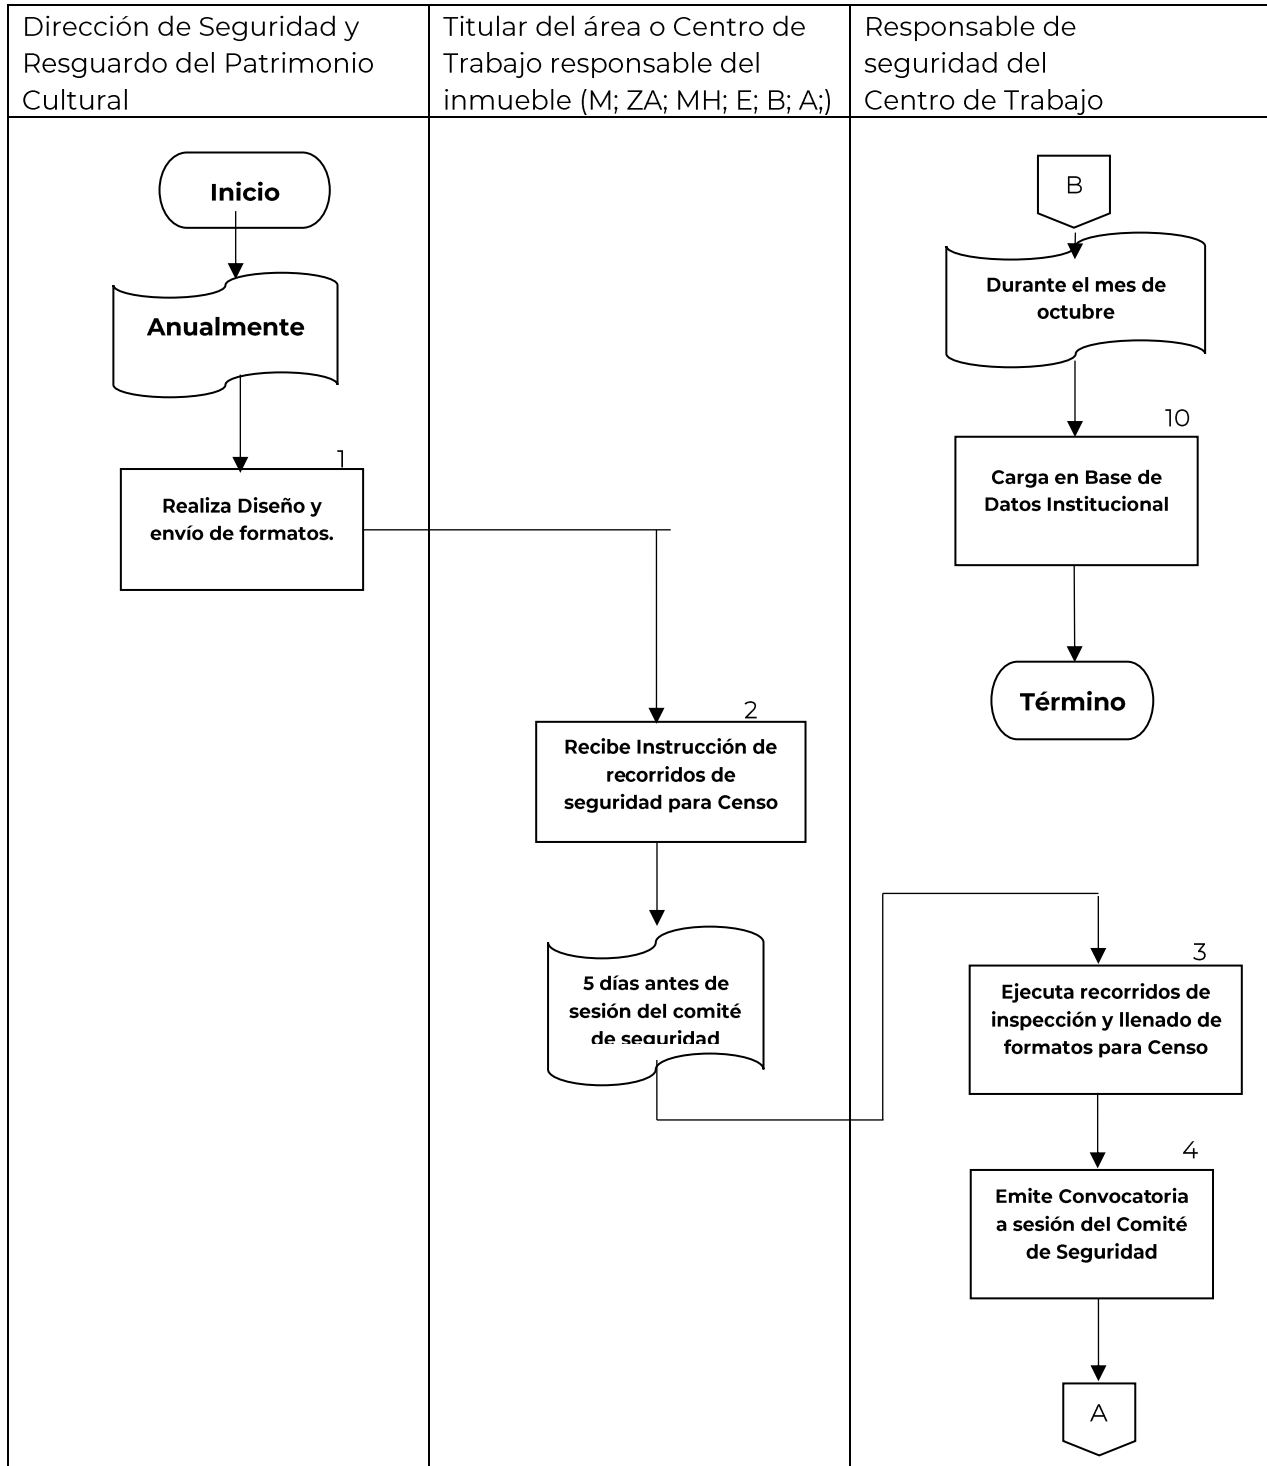 Dirección de Seguridad y
Resguardo del Patrimonio
Cultural
Titular del área o Centro de
Trabajo responsable del
inmueble (M; ZA; MH; E; B; A;)
Responsable de
seguridad del
Centro de Trabajo
Inicio
Anualmente
1
Realiza Diseño y
envío de formatos.
2
Recibe Instrucción de
recorridos de
seguridad para Censo
5 días antes de
sesión del comité
de seguridad
B
Durante el mes de
octubre
10
Carga en Base de
Datos Institucional
Término
3
Ejecuta recorridos de
inspección y llenado de
formatos para Censo
4
Emite Convocatoria
a sesión del Comité
de Seguridad
A